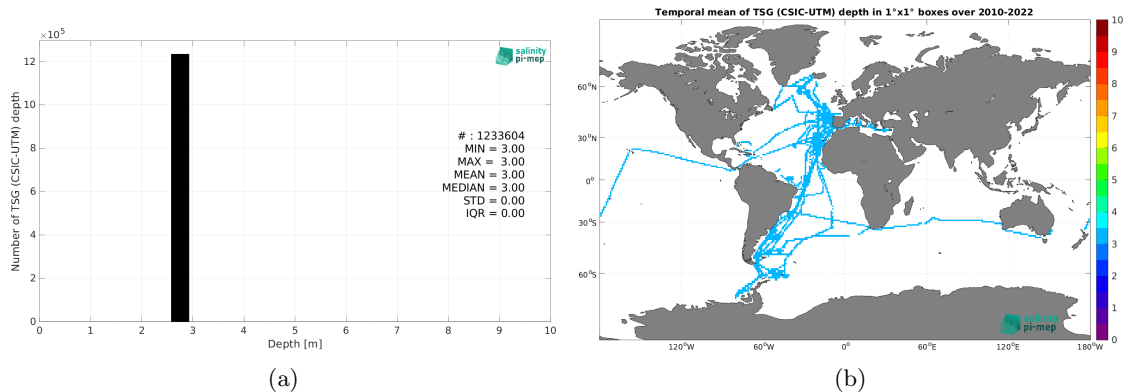 ×10⁵
12
10
8
6
4
2
0
Number of TSG (CSIC-UTM) depth
0 1 2 3 4 5 6 7 8 9 10
Depth [m]
salinity
pi-mep
# : 1233604
MIN = 3.00
MAX = 3.00
MEAN = 3.00
MEDIAN = 3.00
STD = 0.00
IQR = 0.00
(a)
Temporal mean of TSG (CSIC-UTM) depth in 1°x1° boxes over 2010-2022
60°N
30°N
0°
30°S
60°S
120°W 60°W 0° 60°E 120°E 180°W
salinity
pi-mep
10
9
8
7
6
5
4
3
2
1
0
(b)